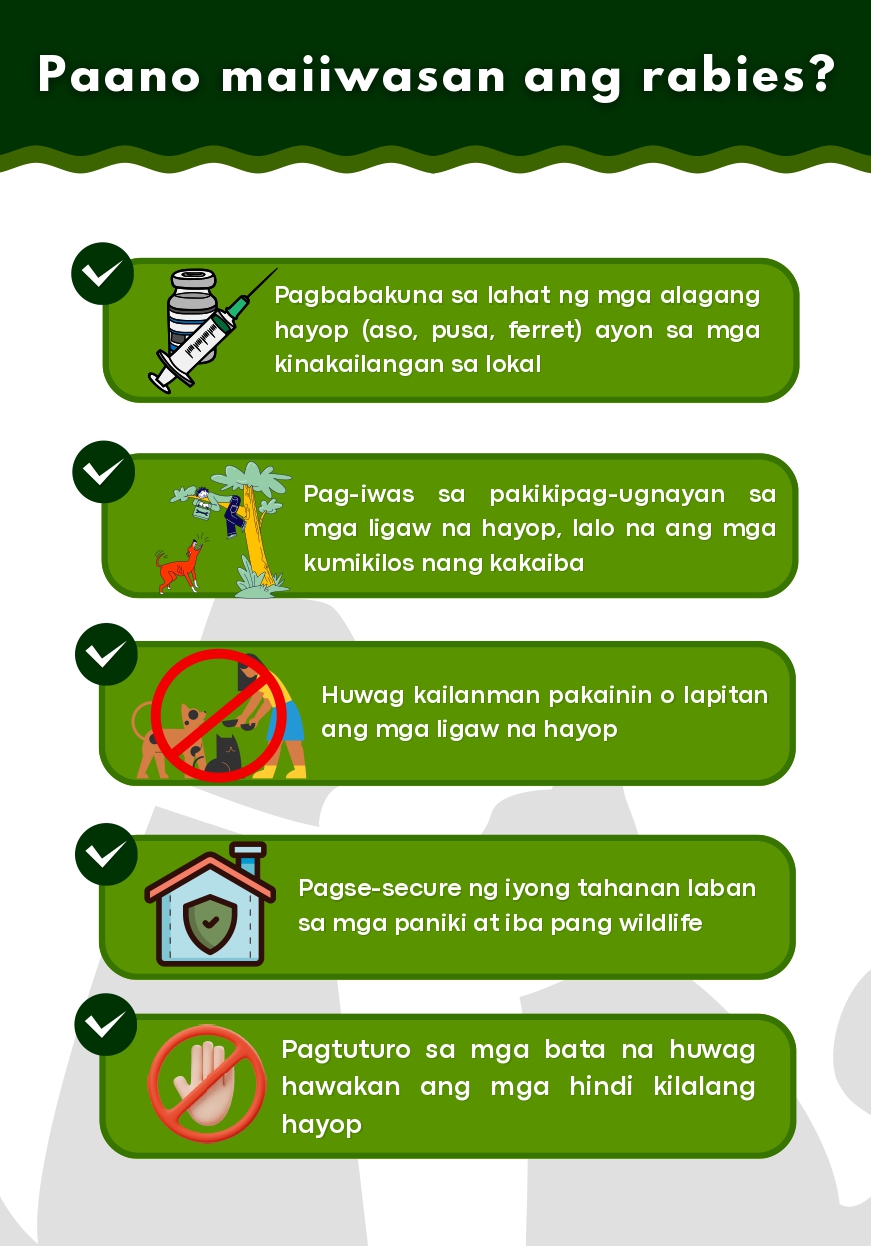 Paano maiiwasan ang rabies?
Pagbabakuna sa lahat ng mga alagang
hayop (aso, pusa, ferret) ayon sa mga
kinakailangan sa lokal
Pag-iwas sa pakikipag-ugnayan sa
mga ligaw na hayop, lalo na ang mga
kumikilos nang kakaiba
Huwag kailanman pakainin o lapitan
ang mga ligaw na hayop
Pagse-secure ng iyong tahanan laban
sa mga paniki at iba pang wildlife
Pagtuturo sa mga bata na huwag
hawakan ang mga hindi kilalang
hayop